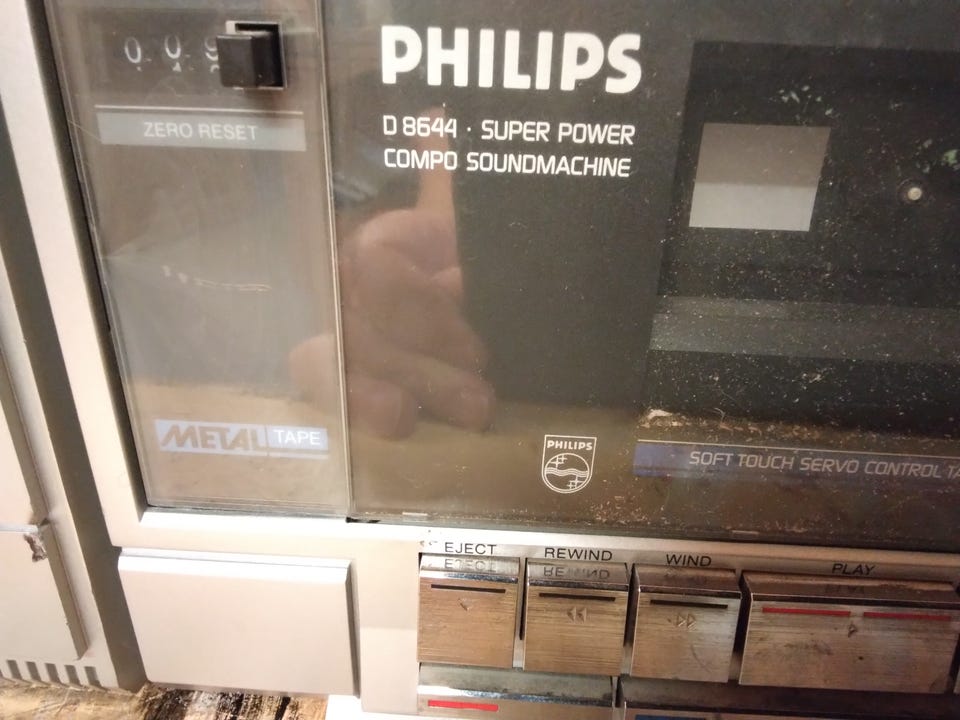 0 0 9
PHILIPS
D 8644 · SUPER POWER
COMPO SOUNDMACHINE
ZERO RESET
METAL TAPE
PHILIPS
SOFT TOUCH SERVO CONTROL
EJECT REWIND WIND PLAY